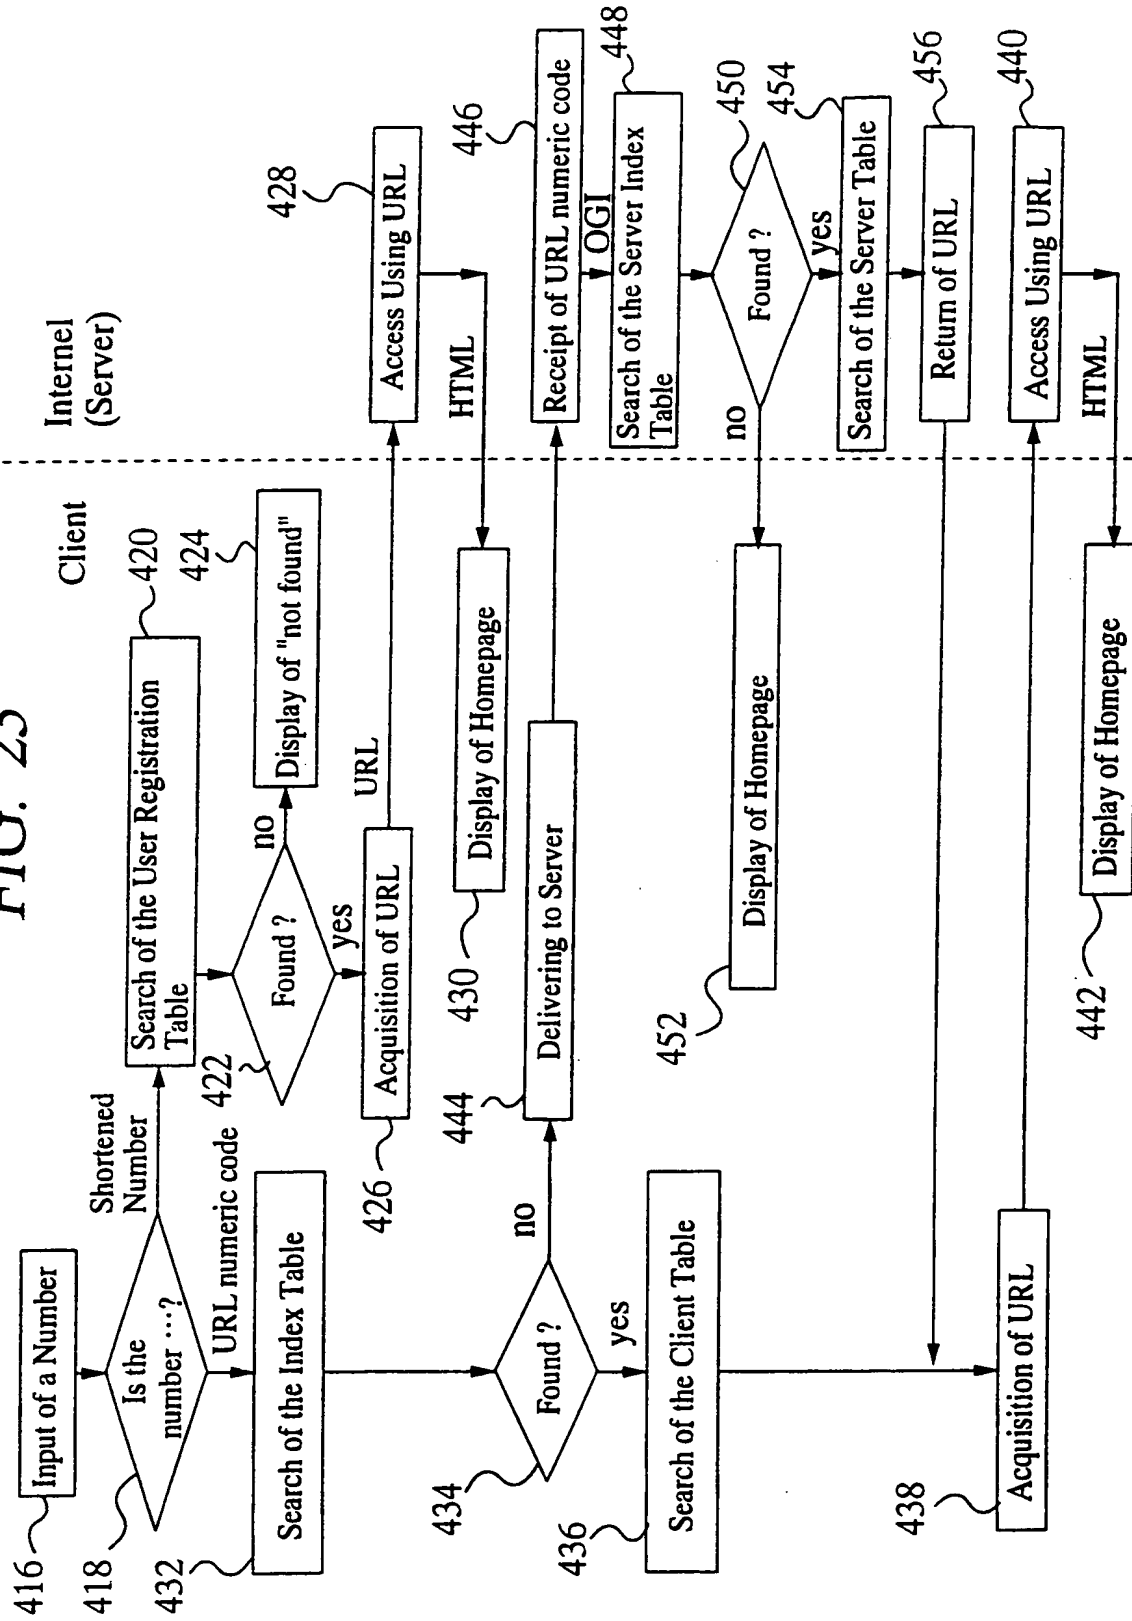 FIG. 23
Client
Internel
(Server)
416
Input of a Number
418
Is the
number ···?
Shortened
Number
URL numeric code
420
Search of the User Registration
Table
422
Found ?
no
424
Display of "not found"
yes
426
Acquisition of URL
URL
428
Access Using URL
HTML
430
Display of Homepage
432
Search of the Index Table
434
Found ?
no
444
Delivering to Server
446
Receipt of URL numeric code
OGI
448
Search of the Server Index
Table
450
Found ?
no
452
Display of Homepage
yes
454
Search of the Server Table
456
Return of URL
yes
436
Search of the Client Table
438
Acquisition of URL
440
Access Using URL
HTML
442
Display of Homepage